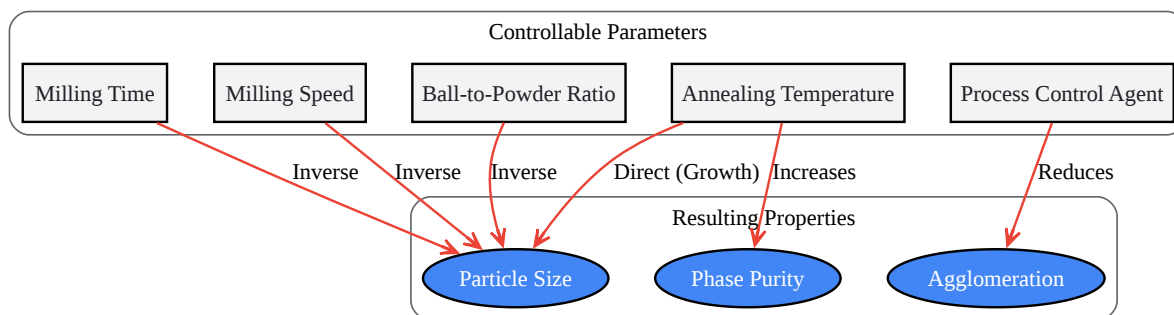 Controllable Parameters
Milling Time
Milling Speed
Ball-to-Powder Ratio
Annealing Temperature
Process Control Agent
Inverse
Inverse
Inverse
Direct (Growth)
Increases
Reduces
Resulting Properties
Particle Size
Phase Purity
Agglomeration